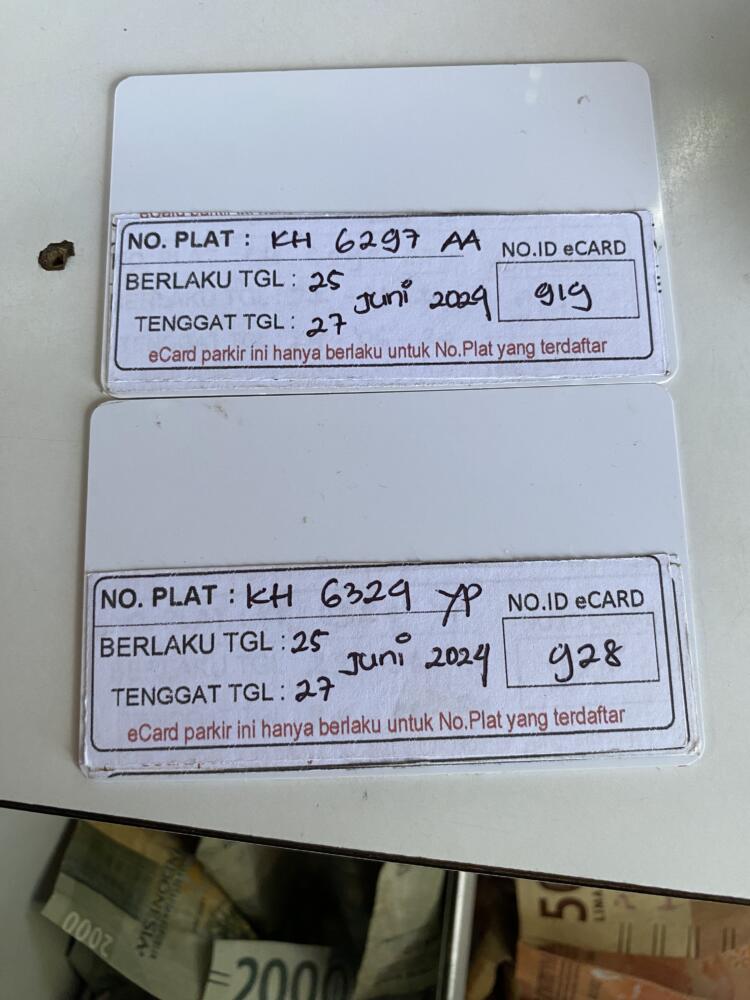 NO. PLAT : KH 6297 AA
NO.ID eCARD
BERLAKU TGL : 25
Juni 2024
919
TENGGAT TGL : 27
eCard parkir ini hanya berlaku untuk No.Plat yang terdaftar
NO. PLAT : KH 6324 YP
NO.ID eCARD
BERLAKU TGL : 25
Juni 2024
928
TENGGAT TGL : 27
eCard parkir ini hanya berlaku untuk No.Plat yang terdaftar
2000
2000